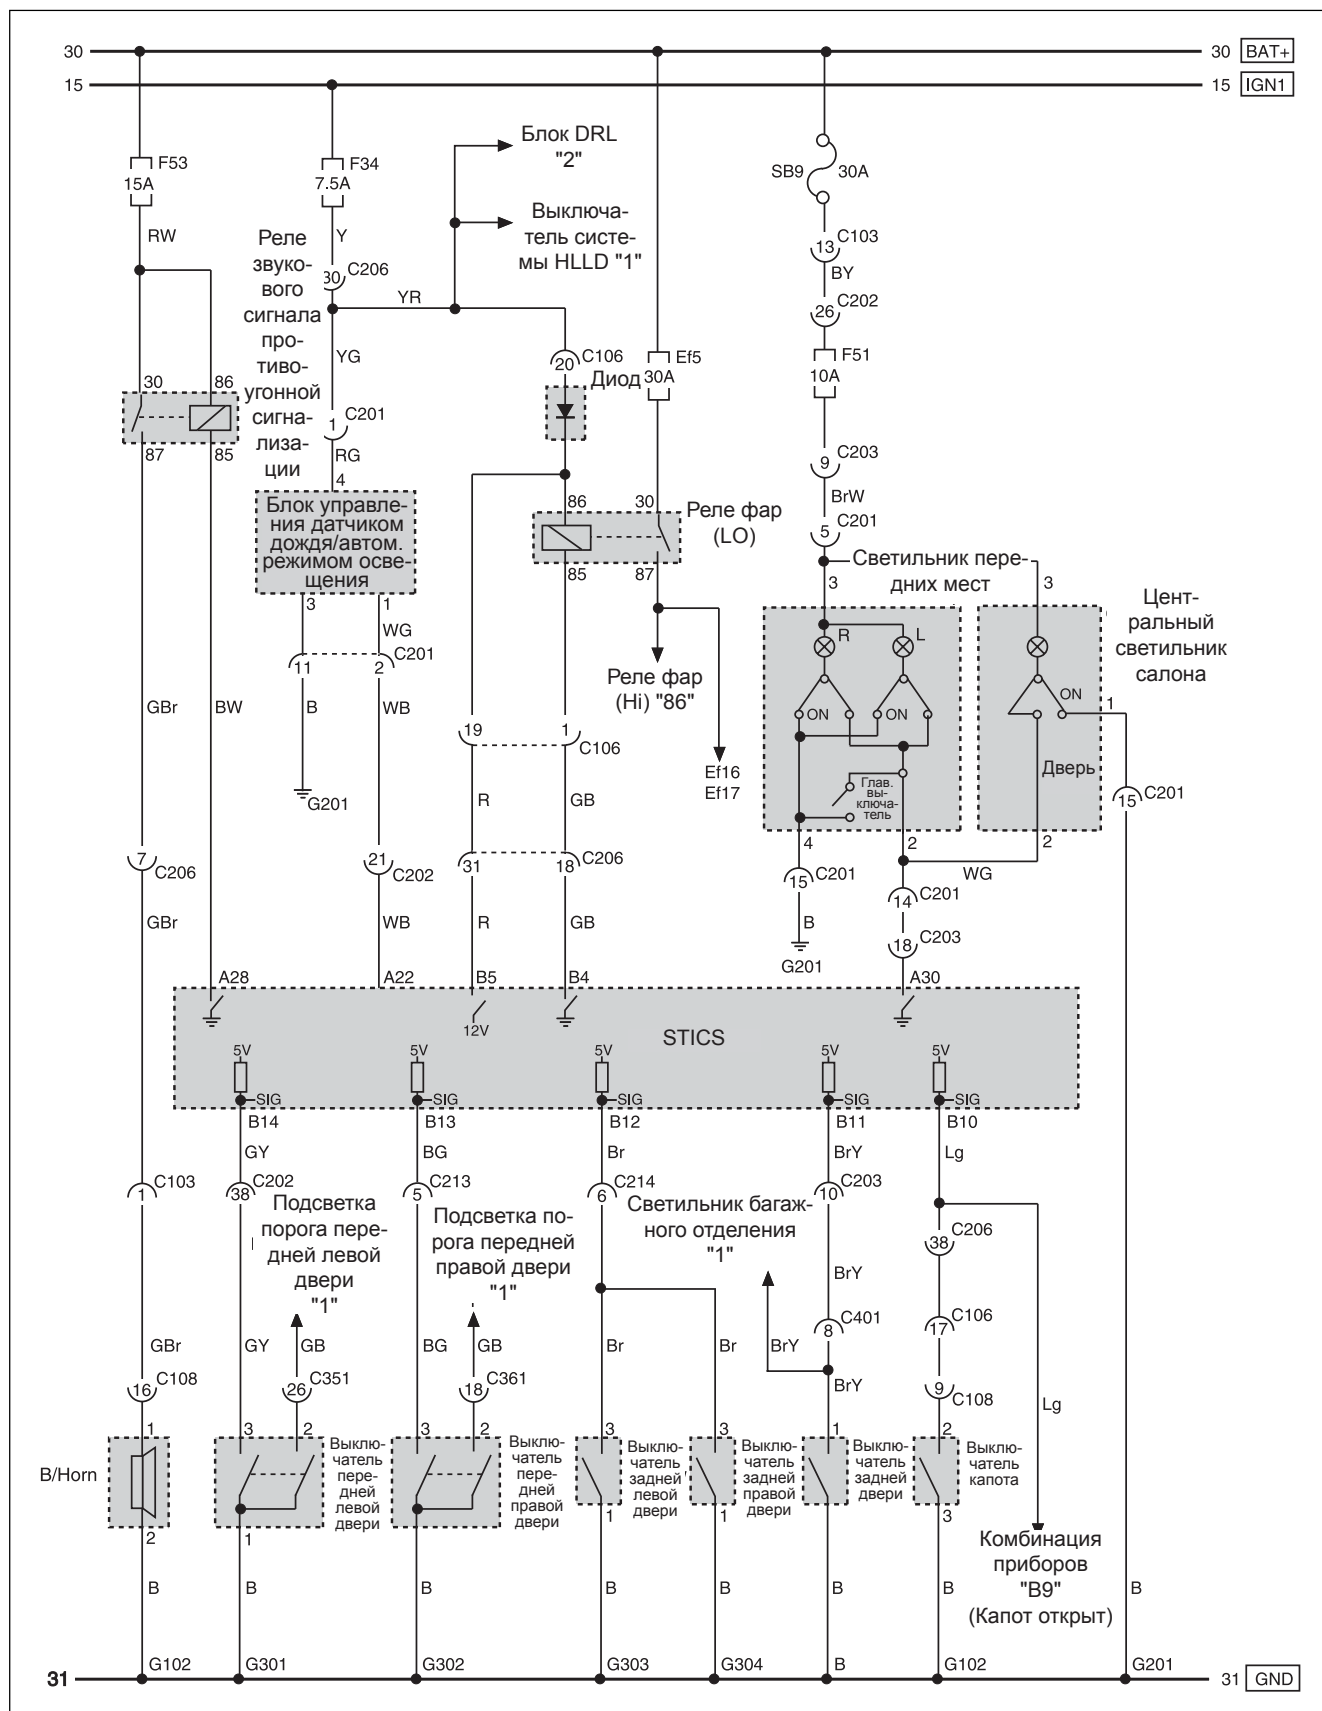 30
30 BAT+
15
15 IGN1
F53
15A
RW
F34
7.5A
Y
30
C206
Блок DRL
"2"
Выключа-
тель систе-
мы HLLD "1"
YR
Реле
звуко-
вого
сигнала
про-
тиво-
угонной
сигна-
лиза-
ции
SB9
30A
13
C103
BY
26
C202
F51
10A
9
C203
BrW
5
C201
YG
1
C201
RG
4
20
C106
Диод
Ef5
30A
30
86
87
85
Блок управле-
ния датчиком
дождя/автом.
режимом осве-
щения
3
1
WG
11
2
C201
B
WB
G201
86
30
85
87
Реле фар
(LO)
Реле фар
(Hi) "86"
Ef16
Ef17
Светильник пере-
дних мест
3
3
R
L
ON
ON
Глав.
вы-
ключа-
тель
4
2
Цент-
ральный
светильник
салона
ON
1
Дверь
2
15
C201
WG
GBr
BW
19
1
C106
R
GB
7
C206
21
C202
31
18
C206
15
C201
14
C201
GBr
WB
R
GB
B
G201
18
C203
A28
A22
B5
B4
A30
12V
STICS
5V
5V
5V
5V
5V
SIG
SIG
SIG
SIG
SIG
B14
B13
B12
B11
B10
GY
BG
Br
BrY
Lg
1
C103
38
C202
5
C213
6
C214
10
C203
Подсветка
порога пере-
дней левой
двери
"1"
Подсветка по-
рога передней
правой двери
"1"
Светильник багаж-
ного отделения
"1"
38
C206
BrY
8
C401
17
C106
GBr
GY
GB
BG
GB
Br
Br
BrY
BrY
9
C108
Lg
16
C108
26
C351
18
C361
1
3
2
3
2
3
3
1
2
B/Horn
Выклю-
чатель
пере-
дней
левой
двери
Выклю-
чатель
пере-
дней
правой
двери
Выклю-
чатель
задней
левой
двери
Выклю-
чатель
задней
правой
двери
Выклю-
чатель
задней
двери
Выклю-
чатель
капота
2
1
1
1
3
Комбинация
приборов
"B9"
(Капот открыт)
B
B
B
B
B
B
B
B
31
G102
G301
G302
G303
G304
B
G102
G201
31 GND